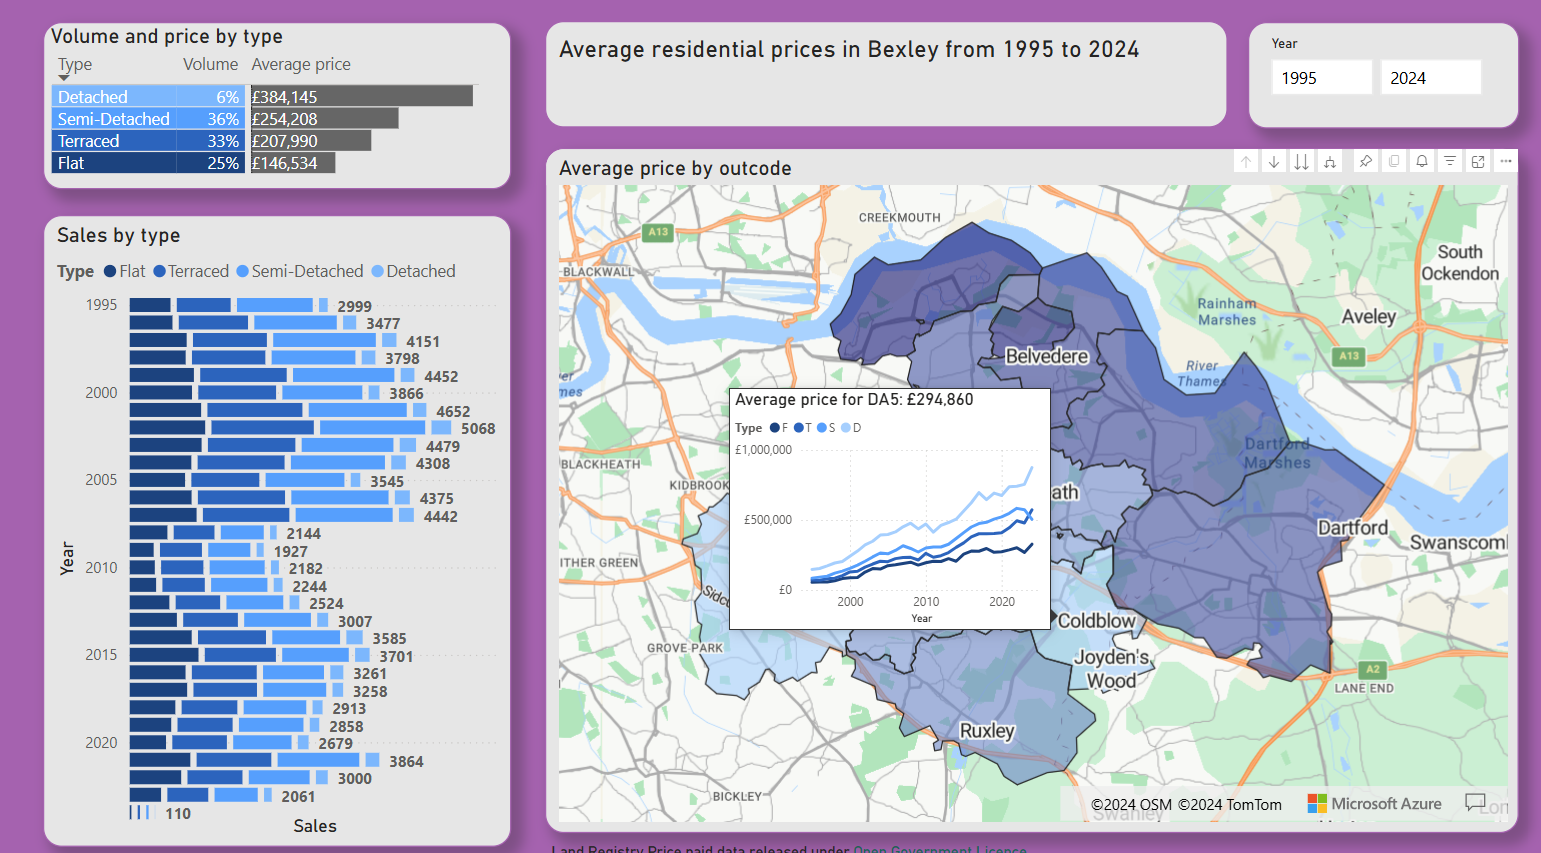 Volume and price by type
Type Volume Average price
Detached 6% £384,145
Semi-Detached 36% £254,208
Terraced 33% £207,990
Flat 25% £146,534
Average residential prices in Bexley from 1995 to 2024
Year
1995 2024
Sales by type
Type Flat Terraced Semi-Detached Detached
1995 2999
3477
4151
3798
4452
2000 3866
4652
5068
4479
4308
2005 3545
4375
4442
2144
1927
2010 2182
2244
2524
3007
3585
2015 3701
3261
3258
2913
2858
2020 2679
3864
3000
2061
110
Year
Sales
Average price by outcode
CREEKMOUTH
A13
BLACKWALL
South
Ockendon
Rainham
Marshes
Aveley
A13
Belvedere
River
Thames
er
mes
Average price for DA5: £294,860
Type F T S D
£1,000,000
£500,000
£0
2000 2010 2020
Year
Dartford
Marshes
BLACKHEATH
KIDBROOK
ath
Dartford
Swanscom
ITHER GREEN
Sidc
Coldblow
GROVE PARK
Joyden's
Wood
A2
LANE END
Ruxley
BICKLEY
©2024 OSM ©2024 TomTom Microsoft Azure
Swanley
Lon
Land Registry Price paid data released under Open Government Licence